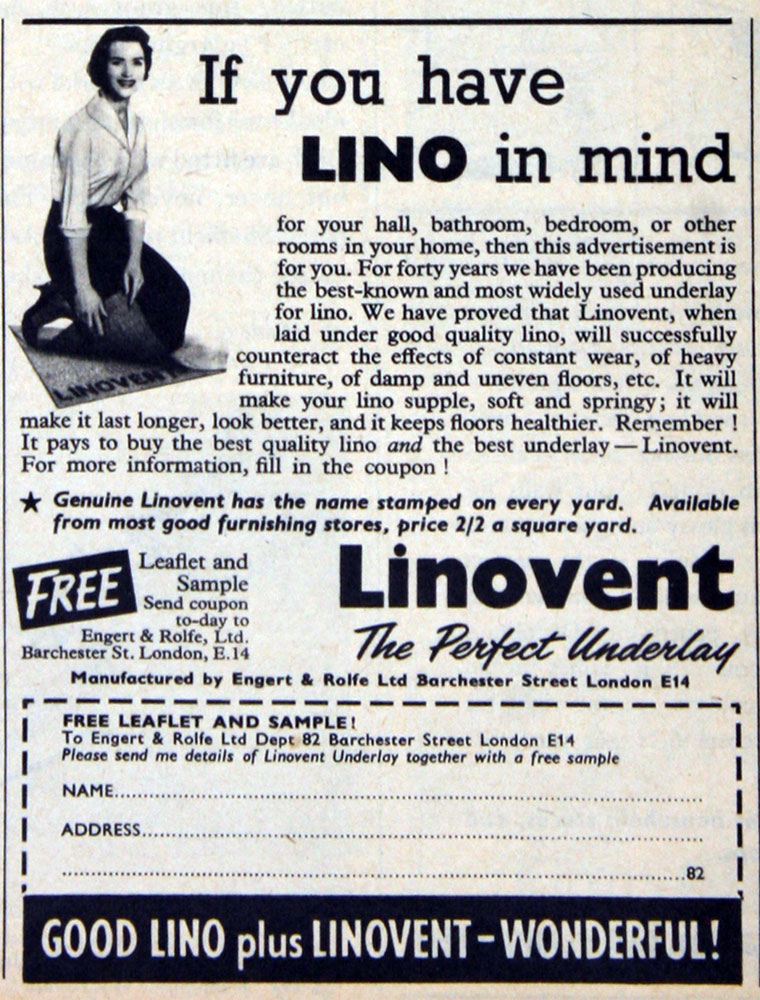 If you have
LINO in mind
for your hall, bathroom, bedroom, or other
rooms in your home, then this advertisement is
for you. For forty years we have been producing
the best-known and most widely used underlay
for lino. We have proved that Linovent, when
laid under good quality lino, will successfully
counteract the effects of constant wear, of heavy
furniture, of damp and uneven floors, etc. It will
make your lino supple, soft and springy; it will
make it last longer, look better, and it keeps floors healthier. Remember !
It pays to buy the best quality lino and the best underlay — Linovent.
For more information, fill in the coupon !
LINOVENT
★ Genuine Linovent has the name stamped on every yard. Available
from most good furnishing stores, price 2/2 a square yard.
FREE
Leaflet and
Sample
Send coupon
to-day to
Engert & Rolfe, Ltd.
Barchester St. London, E.14
Linovent
The Perfect Underlay
Manufactured by Engert & Rolfe Ltd Barchester Street London E14
FREE LEAFLET AND SAMPLE!
To Engert & Rolfe Ltd Dept 82 Barchester Street London E14
Please send me details of Linovent Underlay together with a free sample
NAME
ADDRESS
82
GOOD LINO plus LINOVENT – WONDERFUL!